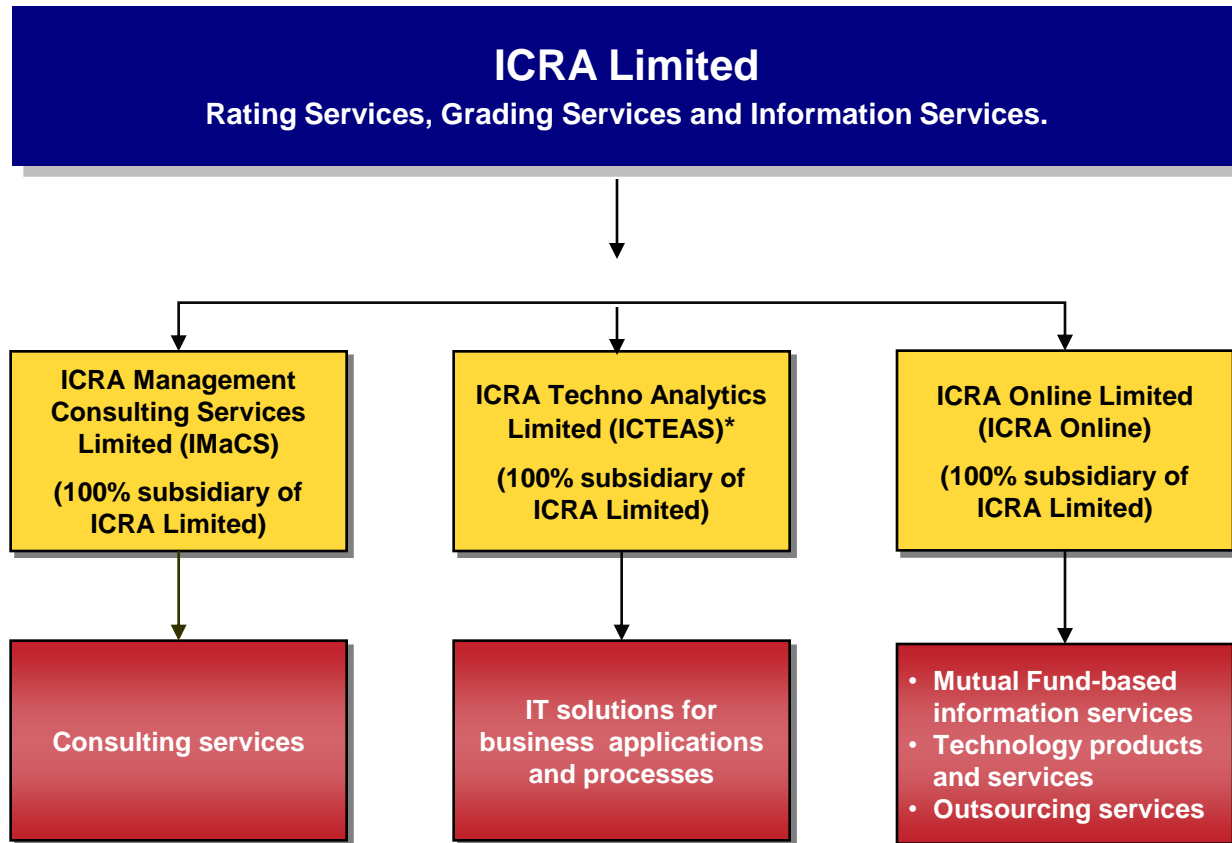 ICRA Limited
Rating Services, Grading Services and Information Services.
ICRA Management
Consulting Services
Limited (IMaCS)
(100% subsidiary of
ICRA Limited)
ICRA Techno Analytics
Limited (ICTEAS)*
(100% subsidiary of
ICRA Limited)
ICRA Online Limited
(ICRA Online)
(100% subsidiary of
ICRA Limited)
Consulting services
IT solutions for
business applications
and processes
• Mutual Fund-based
information services
• Technology products
and services
• Outsourcing services